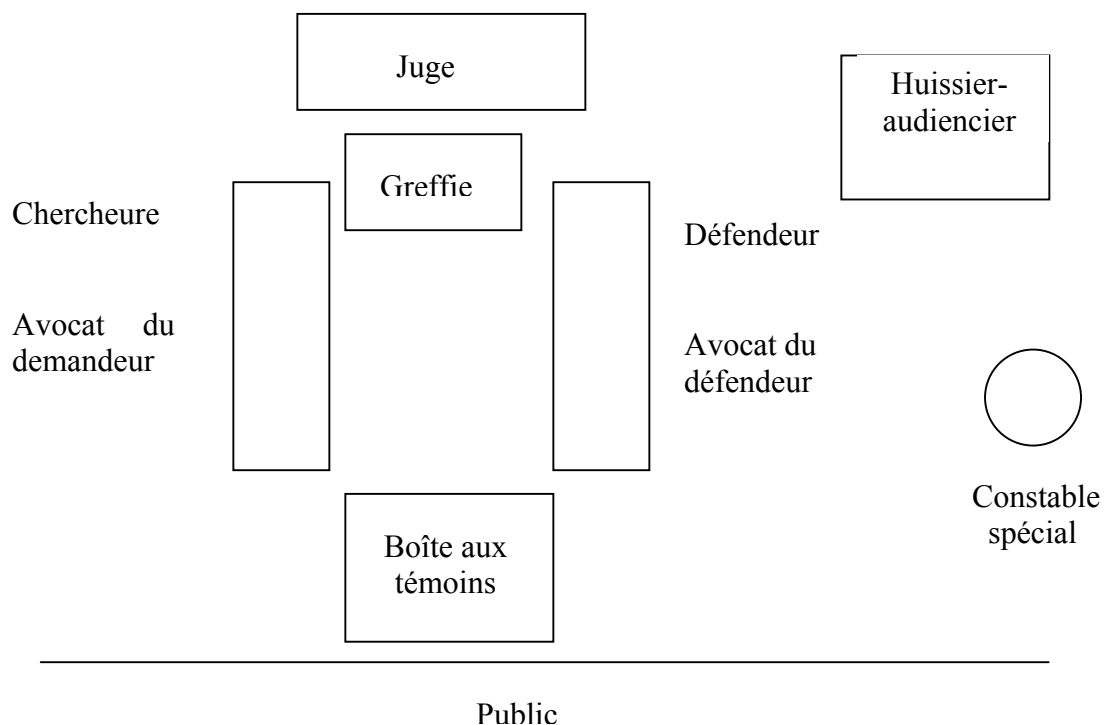 Juge
Huissier-
audiencier
Greffie
Chercheure
Défendeur
Avocat du
demandeur
Avocat du
défendeur
Constable
spécial
Boîte aux
témoins
Public